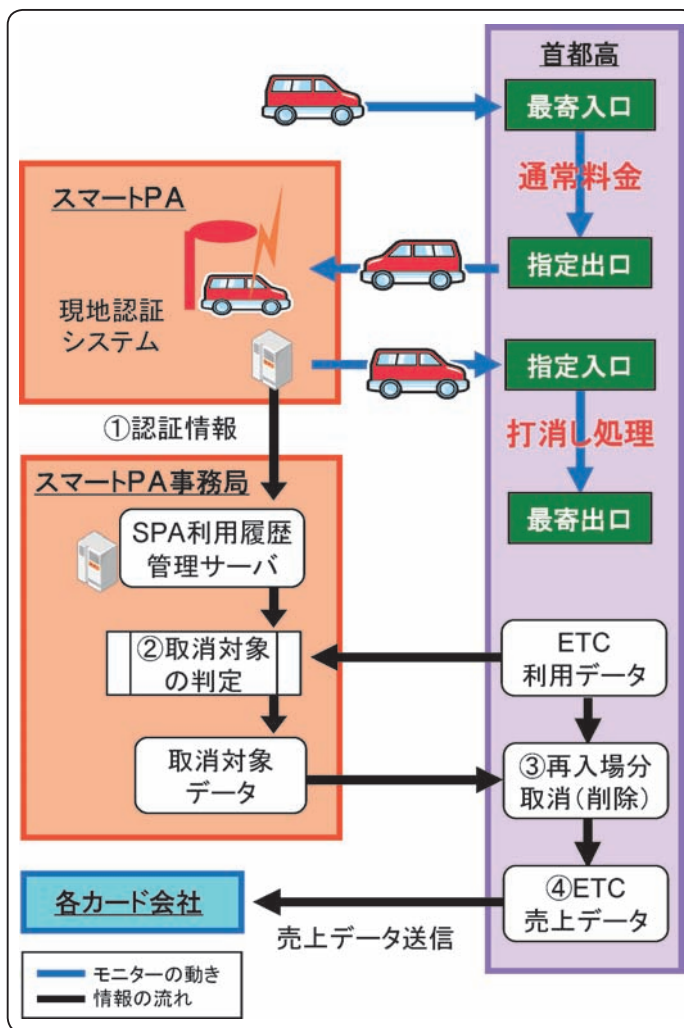 首都高
最寄入口
通常料金
スマートPA
指定出口
現地認証
システム
指定入口
①認証情報
打消し処理
スマートPA事務局
最寄出口
SPA利用履歴
管理サーバ
②取消対象
の判定
ETC
利用データ
取消対象
データ
③再入場分
取消(削除)
各カード会社
④ETC
売上データ
売上データ送信
モニターの動き
情報の流れ